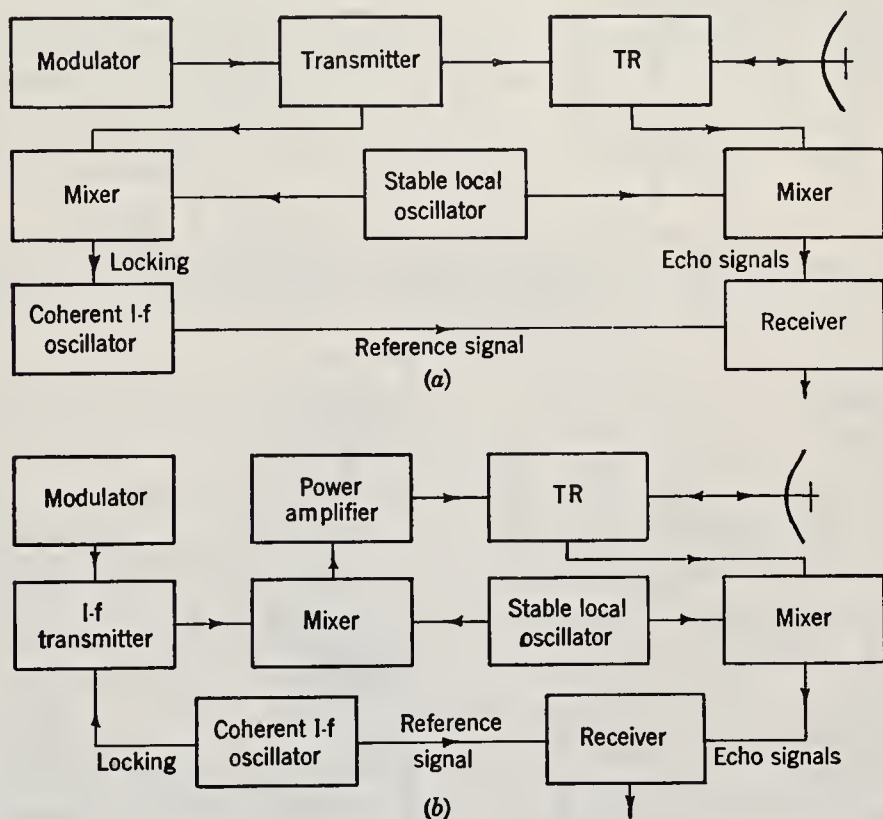 Modulator
Transmitter
TR
Mixer
Stable local
oscillator
Mixer
Locking
Echo signals
Coherent I-f
oscillator
Reference signal
Receiver
(a)
Modulator
Power
amplifier
TR
I-f
transmitter
Mixer
Stable local
oscillator
Mixer
Locking
Coherent I-f
oscillator
Reference
signal
Receiver
Echo signals
(b)